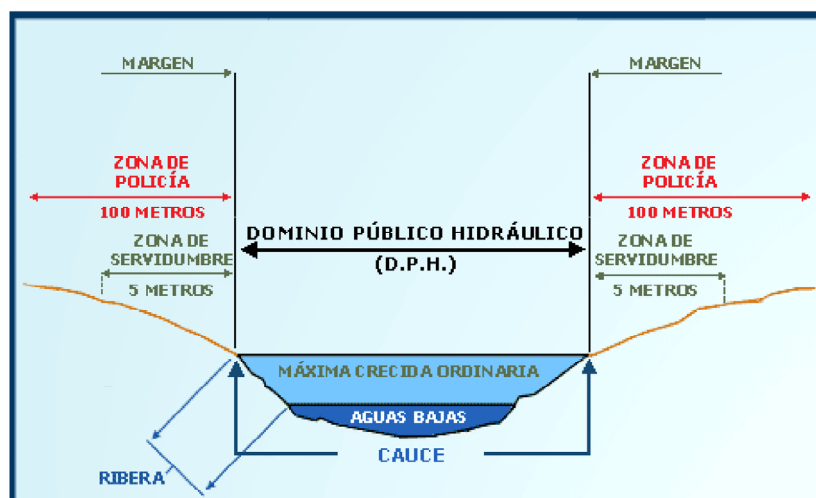 MARGEN
MARGEN
ZONA DE
POLICÍA
100 METROS
ZONA DE
POLICÍA
100 METROS
DOMINIO PÚBLICO HIDRÁULICO
(D.P.H.)
ZONA DE
SERVIDUMBRE
5 METROS
ZONA DE
SERVIDUMBRE
5 METROS
MÁXIMA CRECIDA ORDINARIA
AGUAS BAJAS
CAUCE
RIBERA